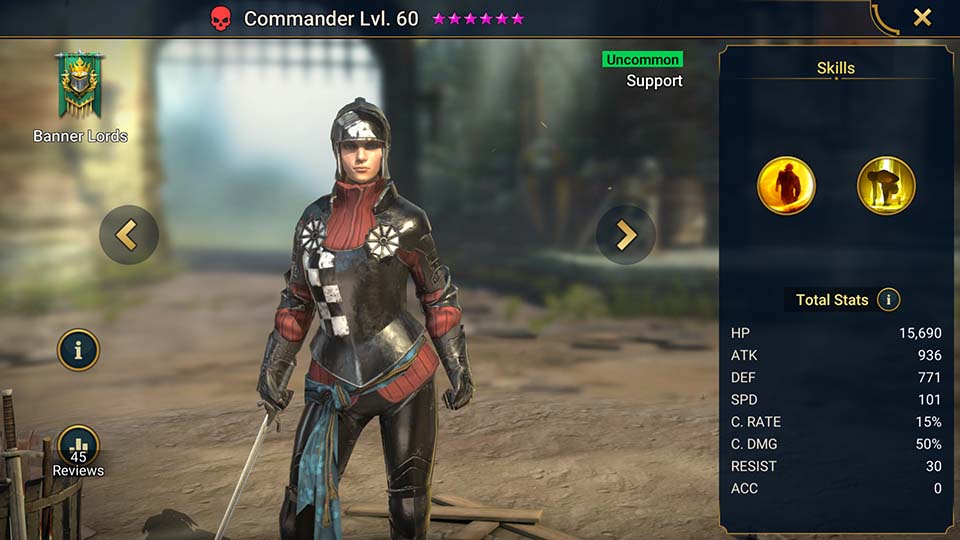 Commander Lvl. 60
Banner Lords
Uncommon
Support
45
Reviews
Skills
Total Stats i
HP 15,690
ATK 936
DEF 771
SPD 101
C. RATE 15%
C. DMG 50%
RESIST 30
ACC 0